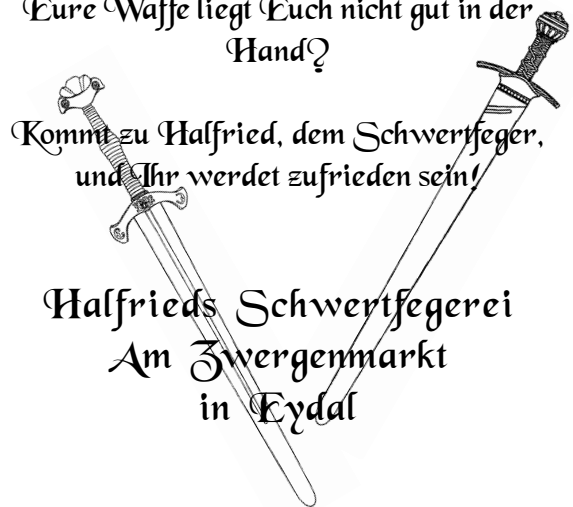 Eure Waffe liegt Euch nicht gut in der
Hand?
Kommt zu Halfried, dem Schwertfeger,
und Ihr werdet zufrieden sein!
Halfrieds Schwertfegerei
Am Zwergenmarkt
in Eydal